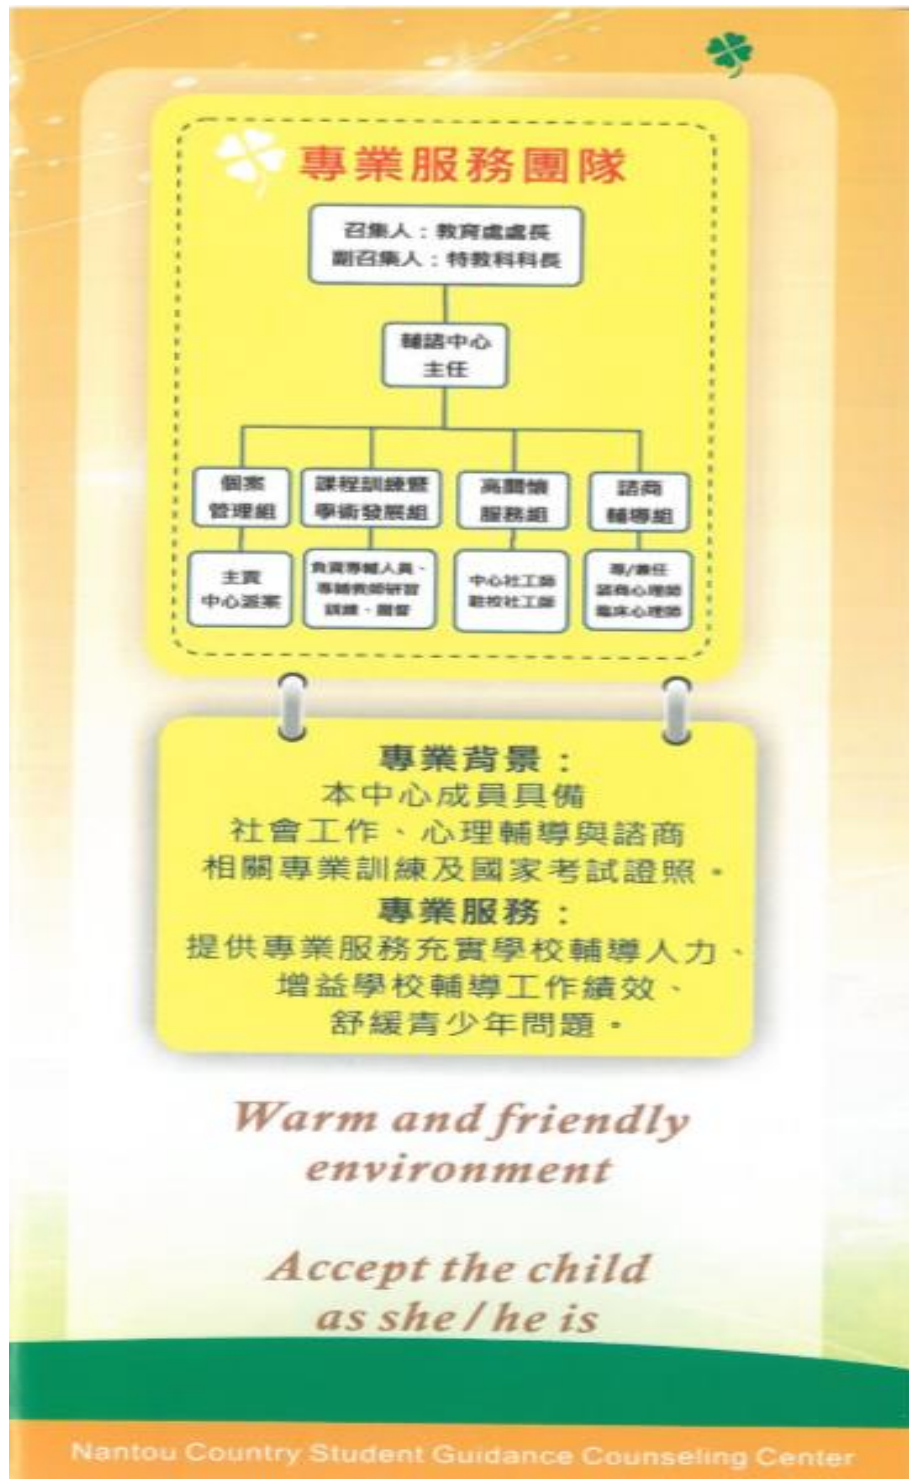 專業服務團隊
召集人：教育處處長
副召集人：特教科科長
輔諮中心
主任
個案
管理組
課程訓練暨
學術發展組
高關懷
服務組
諮商
輔導組
主責
中心派案
負責專輔人員、
專輔教師研習
訓練、督
中心社工師
駐校社工師
專/兼任
諮商心理師
臨床心理師
專業背景：
本中心成員具備
社會工作、心理輔導與諮商
相關專業訓練及國家考試證照。
專業服務：
提供專業服務充實學校輔導人力、
增益學校輔導工作績效、
舒緩青少年問題。
Warm and friendly
environment
Accept the child
as she / he is
Nantou Country Student Guidance Counseling Center